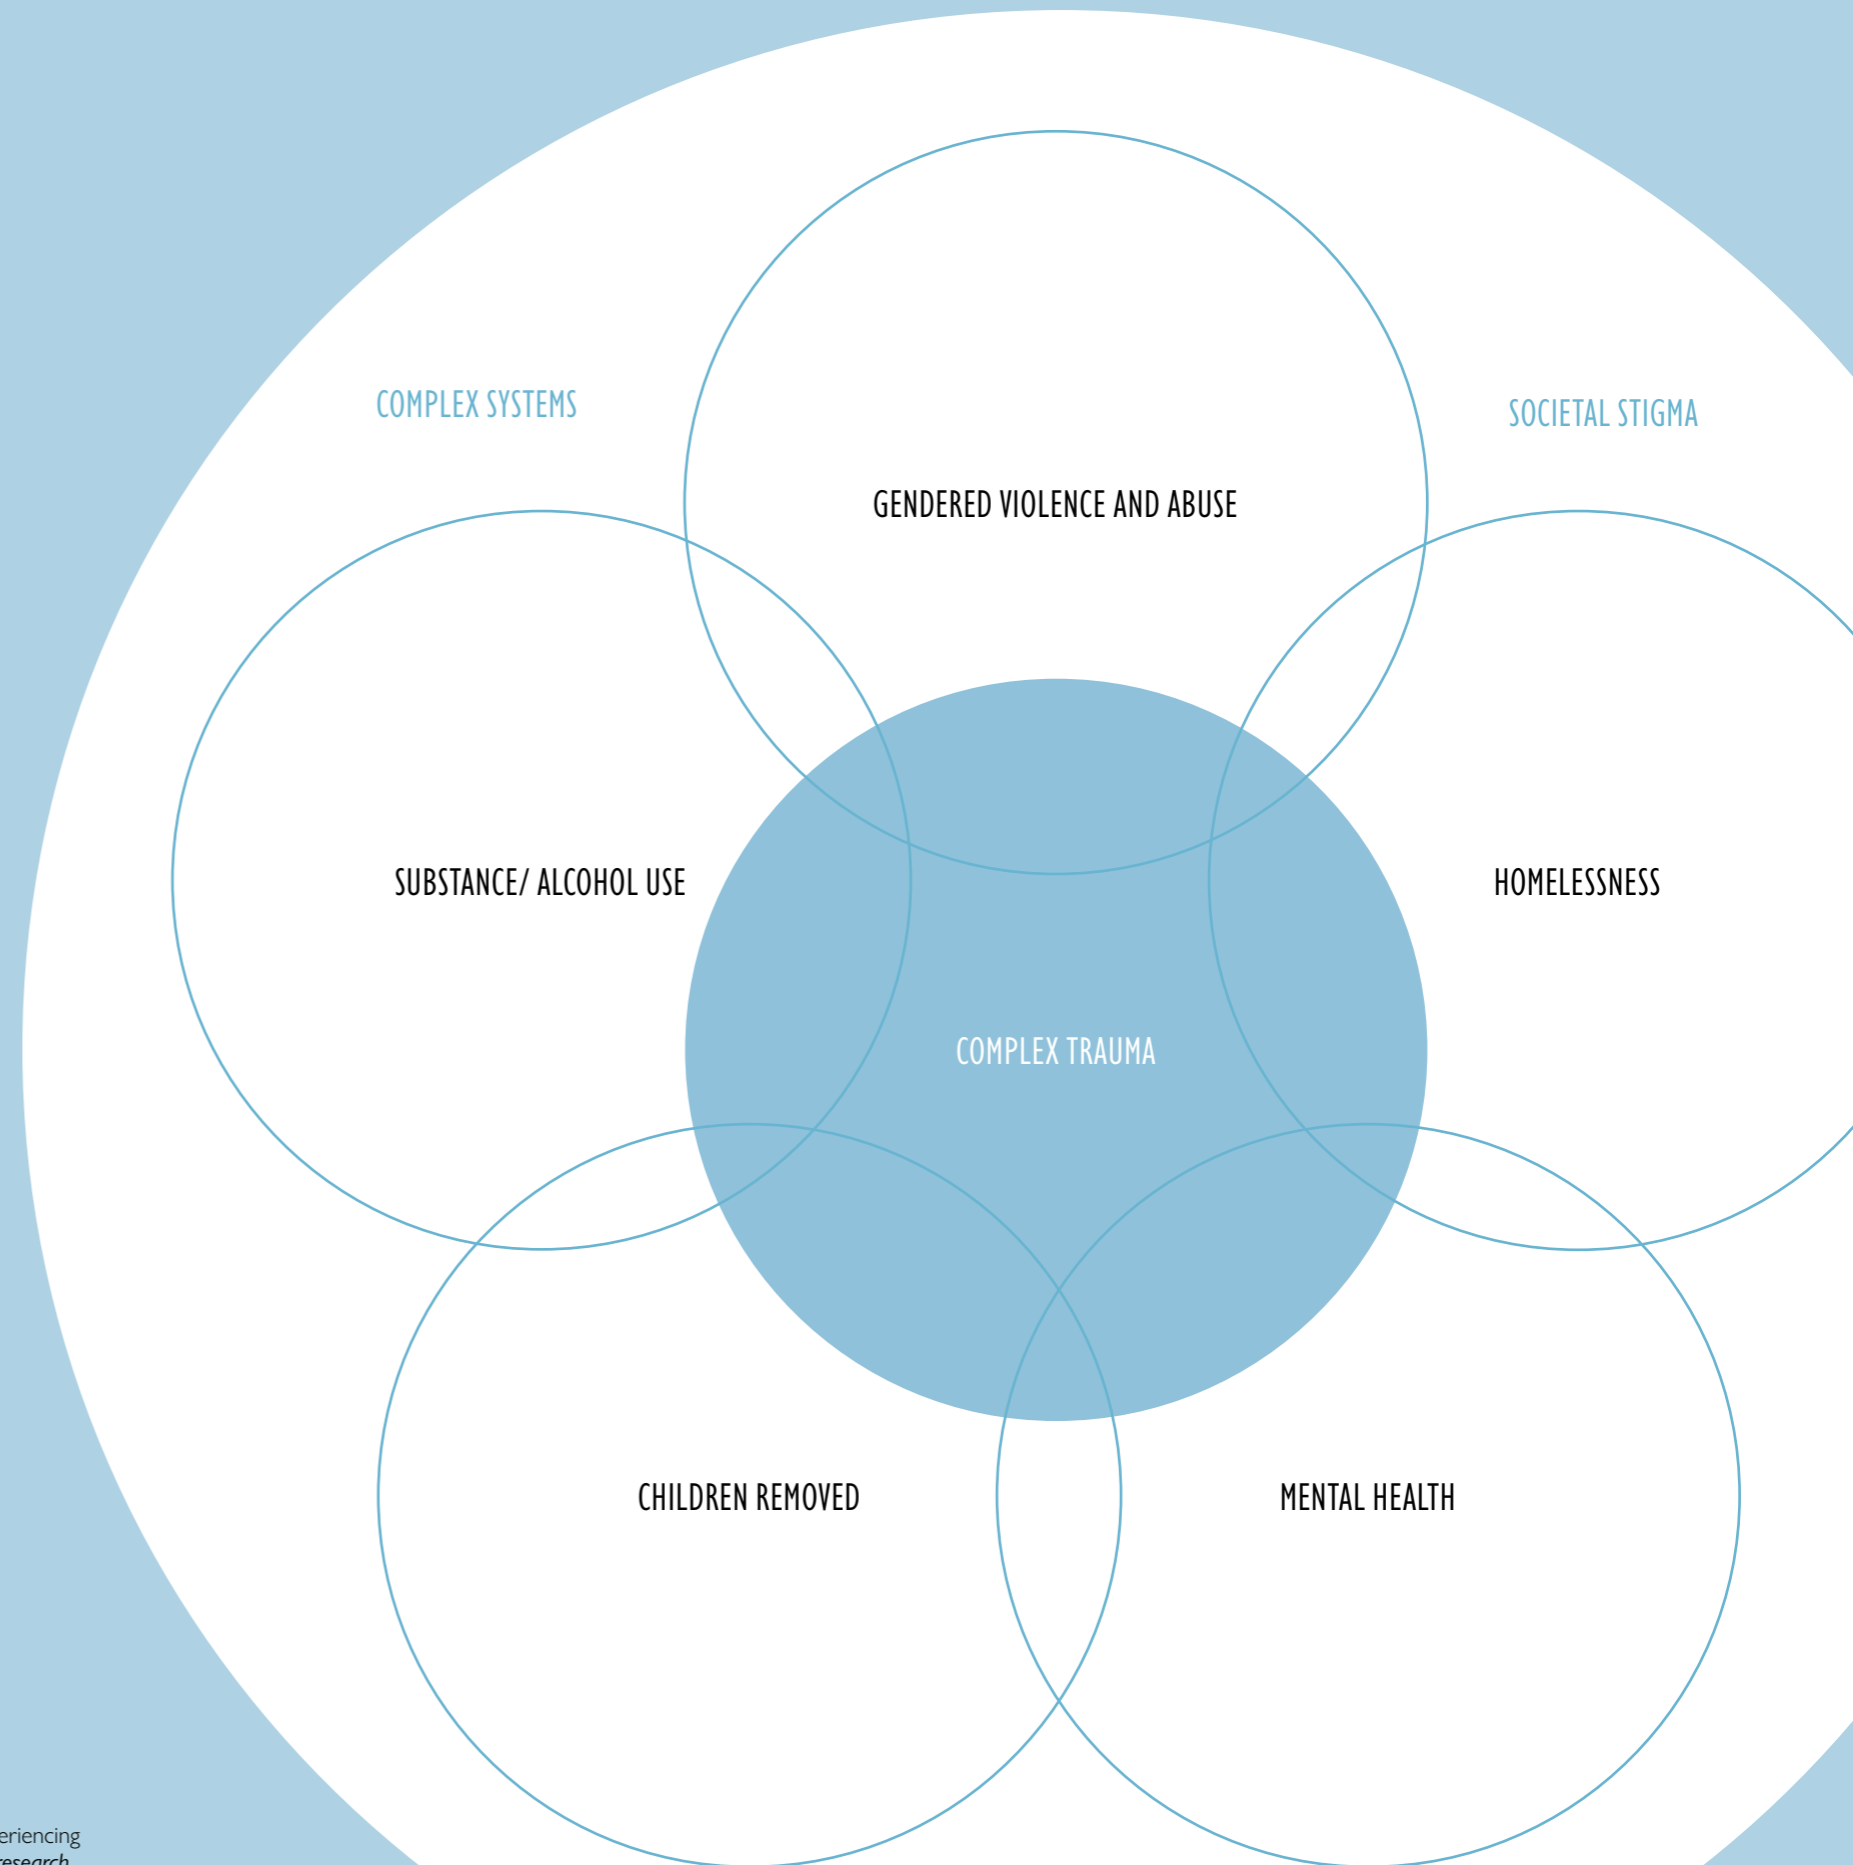 COMPLEX SYSTEMS
SOCIETAL STIGMA
GENDERED VIOLENCE AND ABUSE
SUBSTANCE/ ALCOHOL USE
HOMELESSNESS
COMPLEX TRAUMA
CHILDREN REMOVED
MENTAL HEALTH
eriencing
research